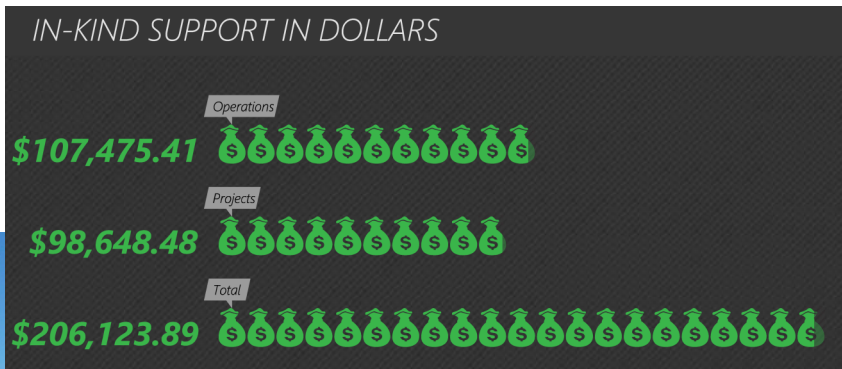 IN-KIND SUPPORT IN DOLLARS
Operations
$107,475.41
Projects
$98,648.48
Total
$206,123.89